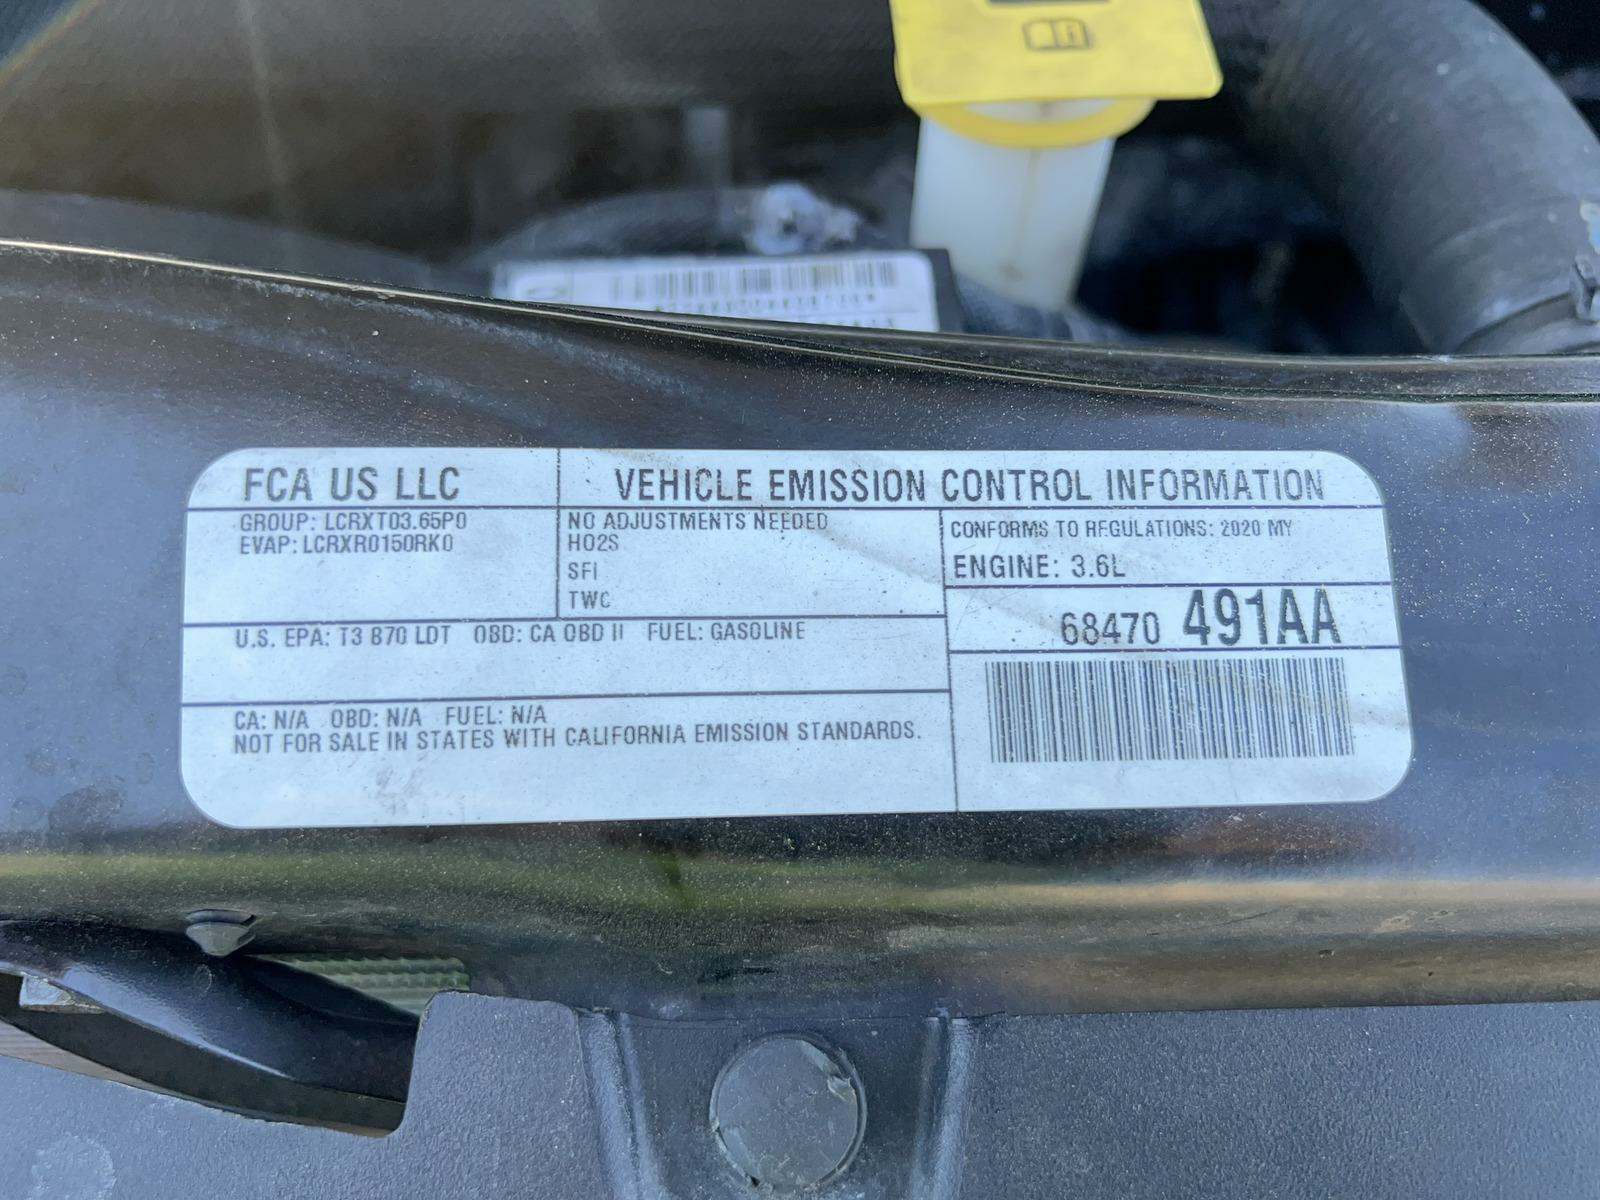 FCA US LLC
VEHICLE EMISSION CONTROL INFORMATION
GROUP: LCRXT03.65P0
EVAP: LCRXR0150RK0
NO ADJUSTMENTS NEEDED
HO2S
SFI
TWC
CONFORMS TO REGULATIONS: 2020 MY
ENGINE: 3.6L
68470 491AA
U.S. EPA: T3 B70 LDT OBD: CA OBD II FUEL: GASOLINE
CA: N/A OBD: N/A FUEL: N/A
NOT FOR SALE IN STATES WITH CALIFORNIA EMISSION STANDARDS.